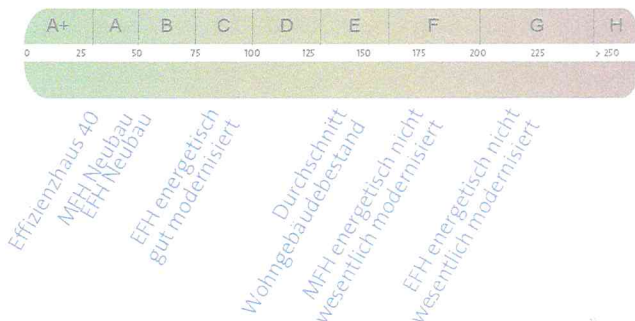 A+ A B C D E F G H
0 25 50 75 100 125 150 175 200 225 > 250
Effizienzhaus 40
MFH Neubau
EFH Neubau
EFH energetisch
gut modernisiert
Durchschnitt
Wohngebäudebestand
MFH energetisch nicht
wesentlich modernisiert
EFH energetisch nicht
wesentlich modernisiert